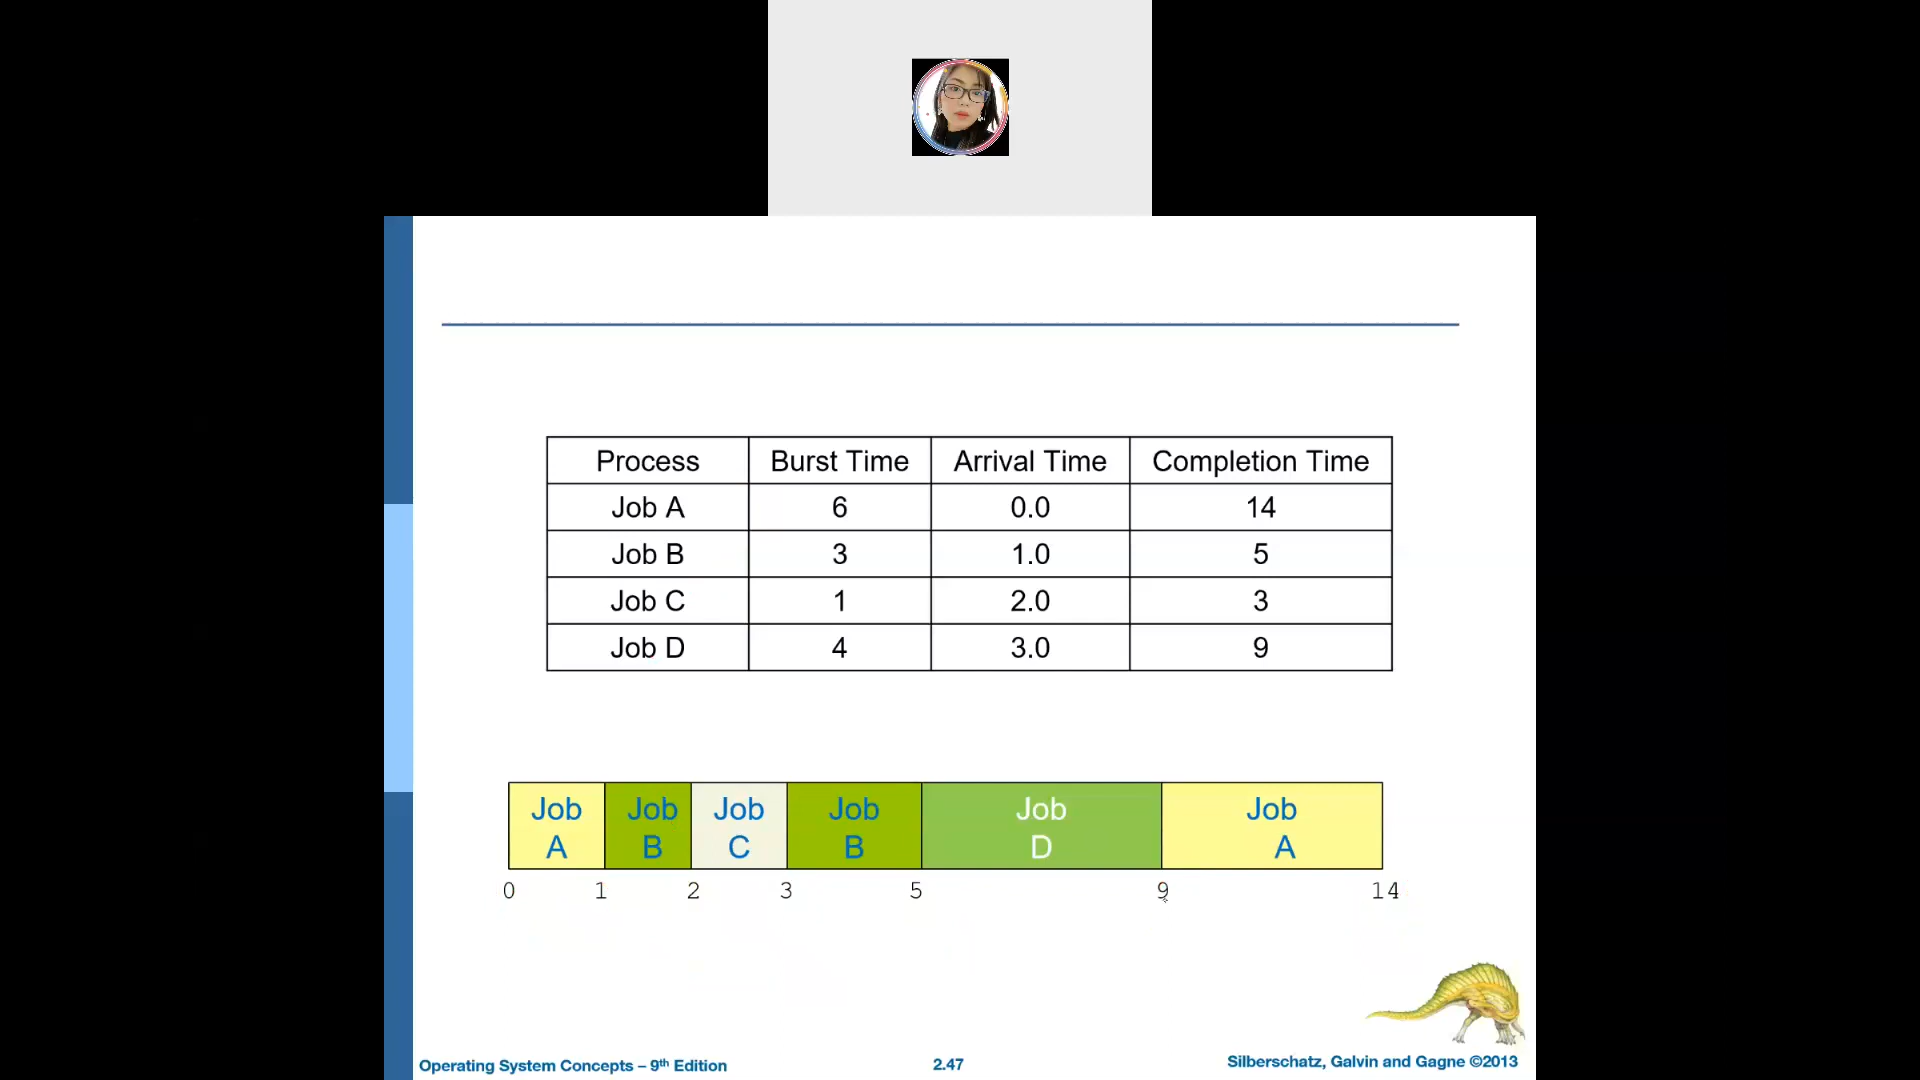 Process Burst Time Arrival Time Completion Time
Job A 6 0.0 14
Job B 3 1.0 5
Job C 1 2.0 3
Job D 4 3.0 9
Job Job Job Job Job Job
A B C B D A
0 1 2 3 5 9 14
Operating System Concepts – 9th Edition 2.47 Silberschatz, Galvin and Gagne ©2013